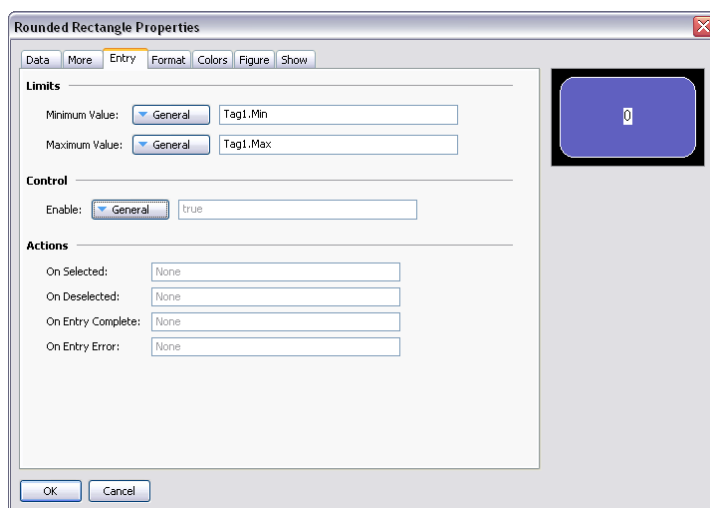 Rounded Rectangle Properties
Data More Entry Format Colors Figure Show
Limits
Minimum Value: General Tag1.Min
Maximum Value: General Tag1.Max
0
Control
Enable: General true
Actions
On Selected: None
On Deselected: None
On Entry Complete: None
On Entry Error: None
OK Cancel